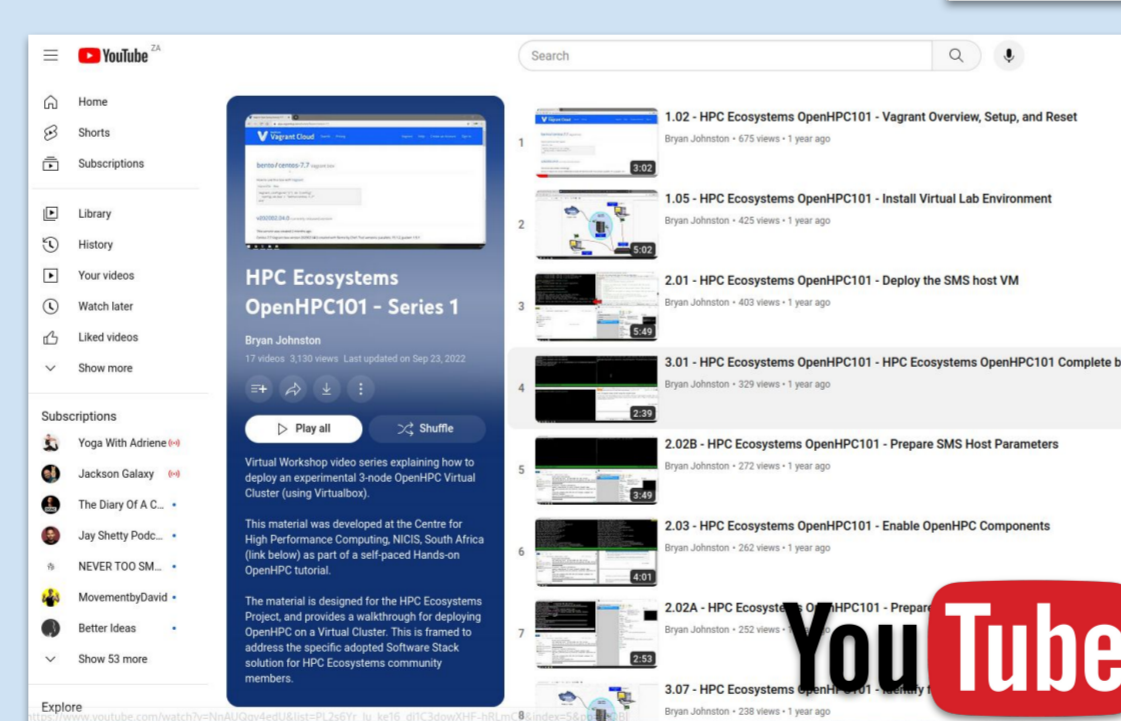 YouTube ZA
Search
Home
Shorts
Subscriptions
Library
History
Your videos
Watch later
Liked videos
Show more
Subscriptions
Yoga With Adriene
Jackson Galaxy
The Diary Of A C...
Jay Shetty Podc...
NEVER TOO SM...
MovementbyDavid
Better Ideas
Show 53 more
Explore
Vagrant Cloud
bento/centos-7.7
HPC Ecosystems
OpenHPC101 - Series 1
Bryan Johnston
17 videos 3,130 views Last updated on Sep 23, 2022
Play all
Shuffle
Virtual Workshop video series explaining how to
deploy an experimental 3-node OpenHPC Virtual
Cluster (using Virtualbox).
This material was developed at the Centre for
High Performance Computing, NICIS, South Africa
(link below) as part of a self-paced Hands-on
OpenHPC tutorial.
The material is designed for the HPC Ecosystems
Project, and provides a walkthrough for deploying
OpenHPC on a Virtual Cluster. This is framed to
address the specific adopted Software Stack
solution for HPC Ecosystems community
members.
1
Vagrant Cloud
3:02
1.02 - HPC Ecosystems OpenHPC101 - Vagrant Overview, Setup, and Reset
Bryan Johnston • 675 views • 1 year ago
2
5:02
1.05 - HPC Ecosystems OpenHPC101 - Install Virtual Lab Environment
Bryan Johnston • 425 views • 1 year ago
3
5:49
2.01 - HPC Ecosystems OpenHPC101 - Deploy the SMS host VM
Bryan Johnston • 403 views • 1 year ago
4
2:39
3.01 - HPC Ecosystems OpenHPC101 - HPC Ecosystems OpenHPC101 Complete b
Bryan Johnston • 329 views • 1 year ago
5
3:49
2.02B - HPC Ecosystems OpenHPC101 - Prepare SMS Host Parameters
Bryan Johnston • 272 views • 1 year ago
6
4:01
2.03 - HPC Ecosystems OpenHPC101 - Enable OpenHPC Components
Bryan Johnston • 262 views • 1 year ago
7
2:53
2.02A - HPC Ecosystems OpenHPC101 - Prepare
Bryan Johnston • 252 views •
8
3.07 - HPC Ecosystems OpenHPC101 - Identify
Bryan Johnston • 238 views • 1 year ago
You Tube